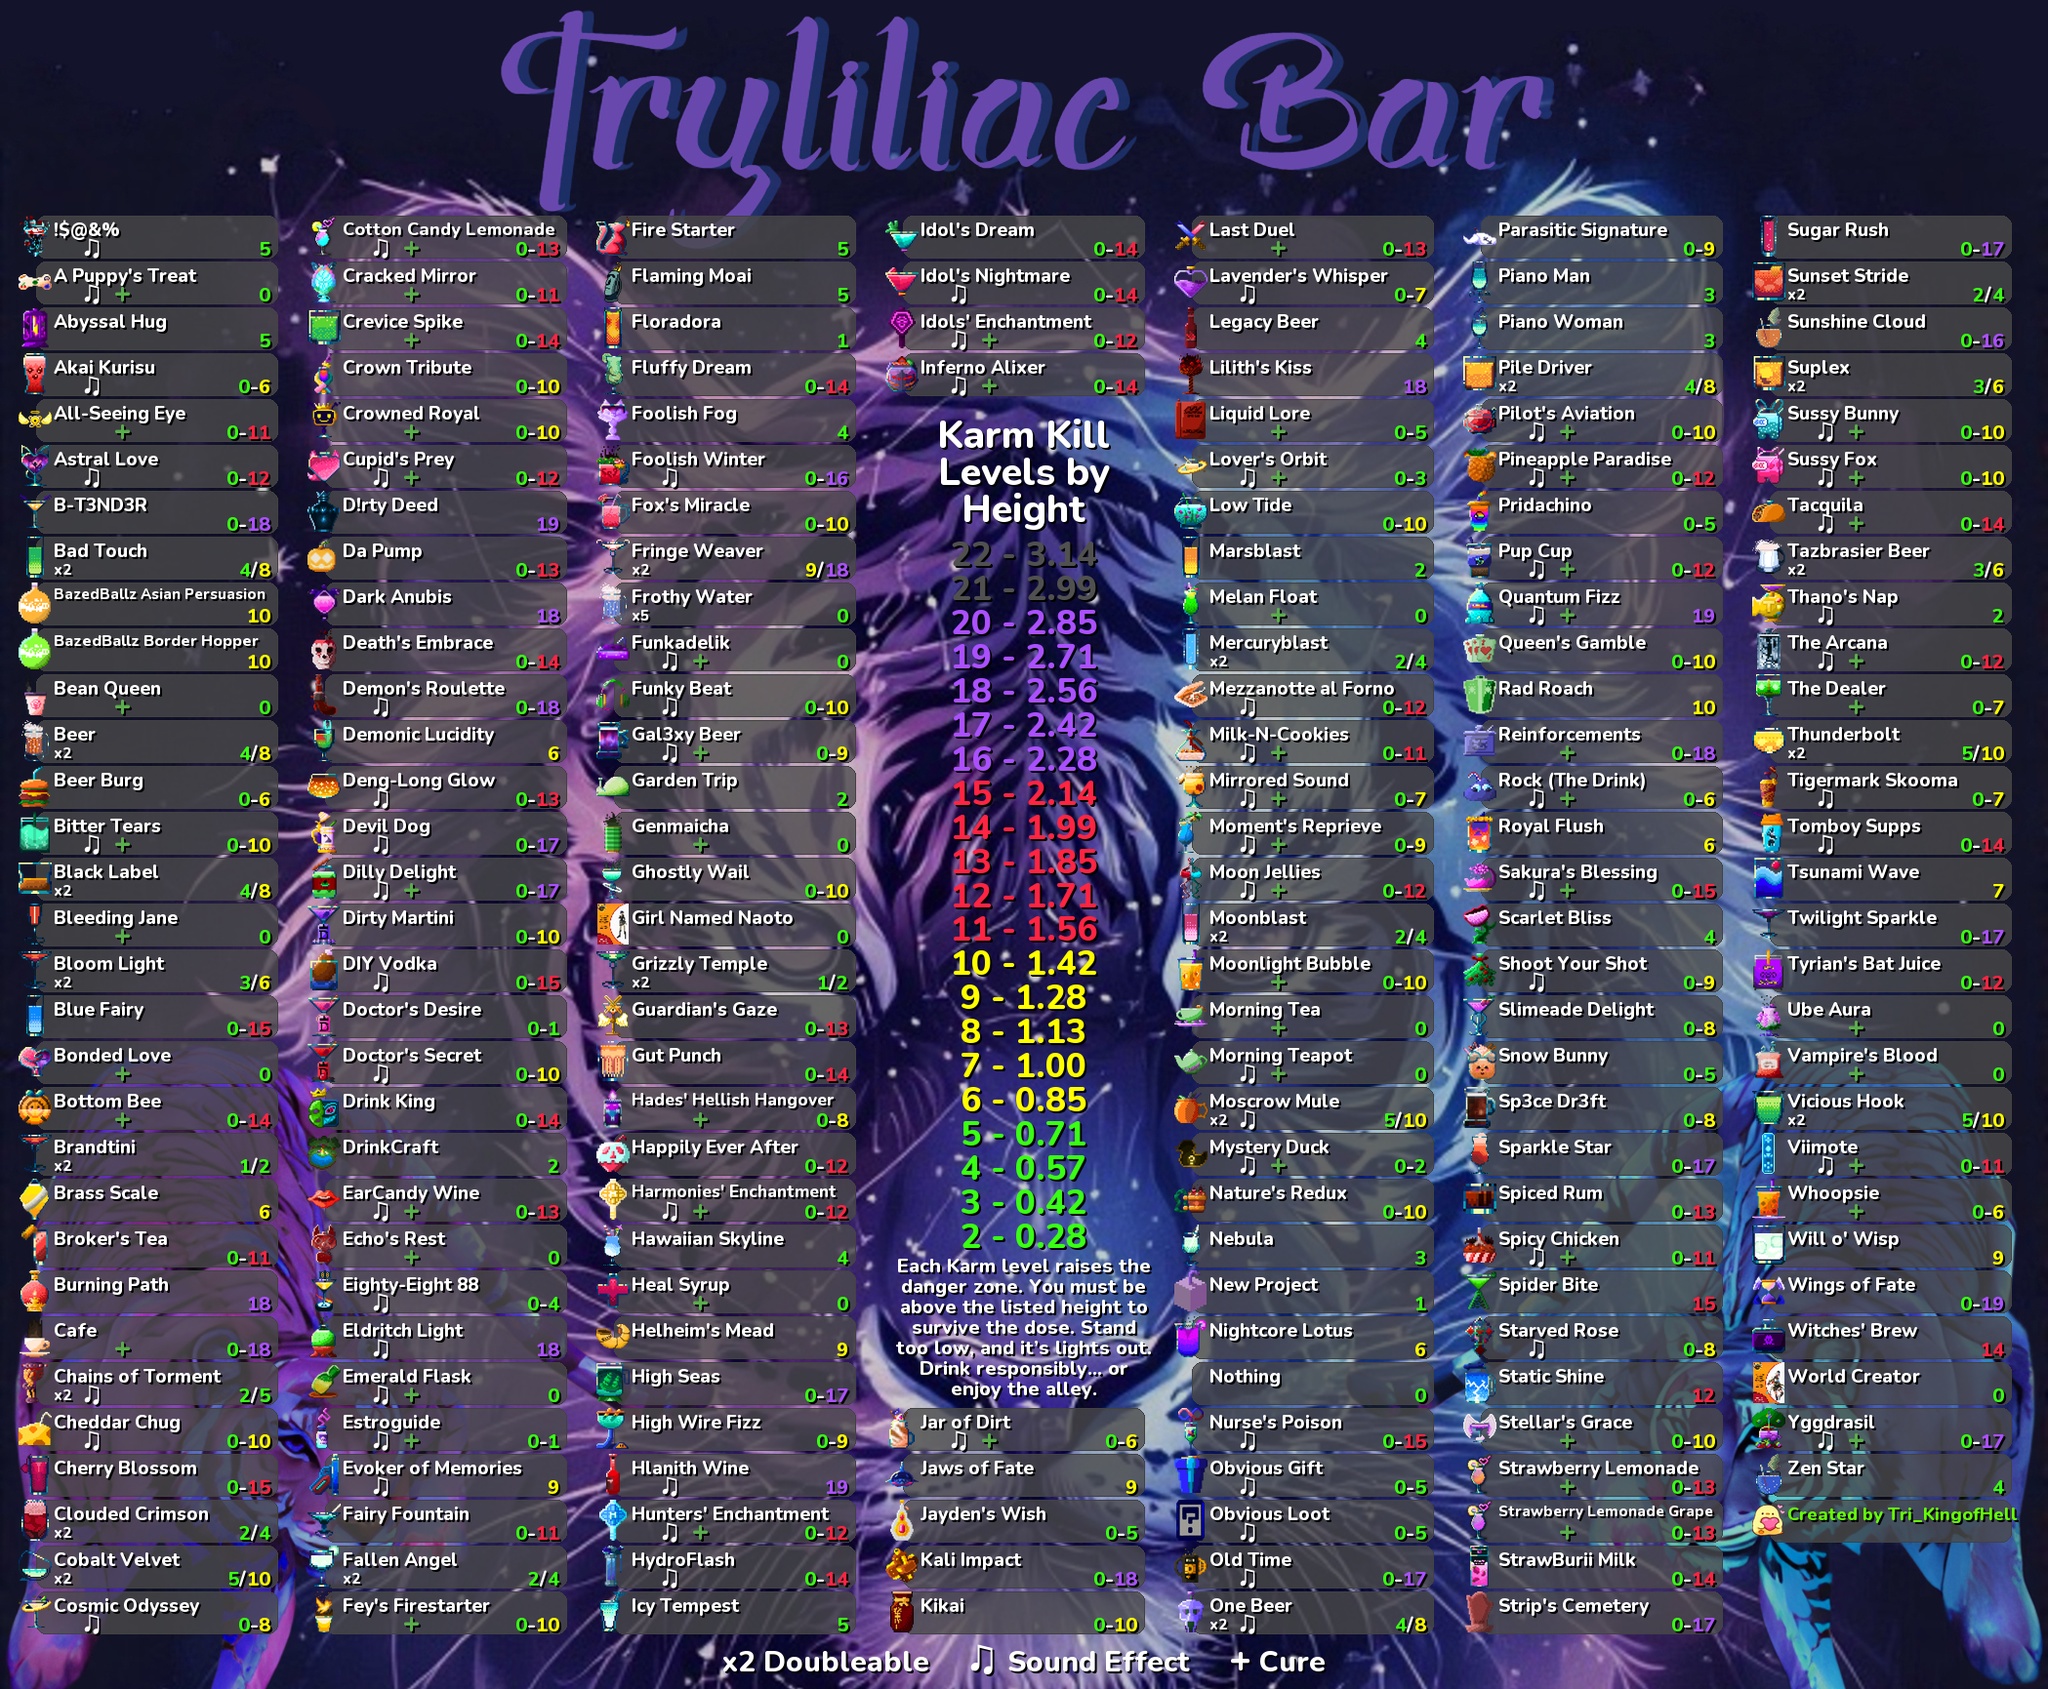 Tryliliac Bar
!$@&%
♫ 5
A Puppy's Treat
♫ + 0
Abyssal Hug
5
Akai Kurisu
♫ 0-6
All-Seeing Eye
+ 0-11
Astral Love
♫ 0-12
B-T3ND3R
0-18
Bad Touch
x2 4/8
BazedBallz Asian Persuasion
10
BazedBallz Border Hopper
10
Bean Queen
+ 0
Beer
x2 4/8
Beer Burg
0-6
Bitter Tears
♫ + 0-10
Black Label
x2 4/8
Bleeding Jane
+ 0
Bloom Light
x2 3/6
Blue Fairy
0-15
Bonded Love
+ 0
Bottom Bee
+ 0-14
Brandtini
x2 1/2
Brass Scale
6
Broker's Tea
0-11
Burning Path
18
Cafe
+ 0-18
Chains of Torment
x2 ♫ 2/5
Cheddar Chug
♫ 0-10
Cherry Blossom
0-15
Clouded Crimson
x2 2/4
Cobalt Velvet
x2 5/10
Cosmic Odyssey
♫ 0-8
Cotton Candy Lemonade
♫ + 0-13
Cracked Mirror
+ 0-11
Crevice Spike
+ 0-14
Crown Tribute
0-10
Crowned Royal
+ 0-10
Cupid's Prey
♫ + 0-12
D!rty Deed
19
Da Pump
0-13
Dark Anubis
18
Death's Embrace
0-14
Demon's Roulette
♫ 0-18
Demonic Lucidity
6
Deng-Long Glow
♫ 0-13
Devil Dog
♫ 0-17
Dilly Delight
♫ + 0-17
Dirty Martini
0-10
DIY Vodka
♫ 0-15
Doctor's Desire
0-1
Doctor's Secret
♫ 0-10
Drink King
0-14
DrinkCraft
2
EarCandy Wine
♫ + 0-13
Echo's Rest
+ 0
Eighty-Eight 88
♫ 0-4
Eldritch Light
18
Emerald Flask
♫ + 0
Estroguide
♫ + 0-1
Evoker of Memories
♫ 9
Fairy Fountain
0-11
Fallen Angel
x2 2/4
Fey's Firestarter
+ 0-10
Fire Starter
5
Flaming Moai
5
Floradora
1
Fluffy Dream
0-14
Foolish Fog
4
Foolish Winter
♫ 0-16
Fox's Miracle
0-10
Fringe Weaver
x2 9/18
Frothy Water
x5 0
Funkadelik
♫ + 0
Funky Beat
♫ 0-10
Gal3xy Beer
♫ + 0-9
Garden Trip
2
Genmaicha
+ 0
Ghostly Wail
0-10
Girl Named Naoto
0
Grizzly Temple
x2 1/2
Guardian's Gaze
0-13
Gut Punch
0-14
Hades' Hellish Hangover
+ 0-8
Happily Ever After
0-12
Harmonies' Enchantment
♫ + 0-12
Hawaiian Skyline
4
Heal Syrup
+ 0
Helheim's Mead
9
High Seas
0-17
High Wire Fizz
0-9
Hlanith Wine
19
Hunters' Enchantment
♫ + 0-12
HydroFlash
♫ 0-14
Icy Tempest
5
Idol's Dream
0-14
Idol's Nightmare
♫ 0-14
Idols' Enchantment
♫ + 0-12
Inferno Alixer
♫ + 0-14
Karm Kill
Levels by
Height
22 - 3.14
21 - 2.99
20 - 2.85
19 - 2.71
18 - 2.56
17 - 2.42
16 - 2.28
15 - 2.14
14 - 1.99
13 - 1.85
12 - 1.71
11 - 1.56
10 - 1.42
9 - 1.28
8 - 1.13
7 - 1.00
6 - 0.85
5 - 0.71
4 - 0.57
3 - 0.42
2 - 0.28
Each Karm level raises the
danger zone. You must be
above the listed height to
survive the dose. Stand
too low, and it's lights out.
Drink responsibly... or
enjoy the alley.
Jar of Dirt
♫ + 0-6
Jaws of Fate
9
Jayden's Wish
0-5
Kali Impact
0-18
Kikai
0-10
Last Duel
+ 0-13
Lavender's Whisper
♫ 0-7
Legacy Beer
4
Lilith's Kiss
18
Liquid Lore
+ 0-5
Lover's Orbit
♫ + 0-3
Low Tide
0-10
Marsblast
2
Melan Float
+ 0
Mercuryblast
x2 2/4
Mezzanotte al Forno
♫ 0-12
Milk-N-Cookies
♫ + 0-11
Mirrored Sound
♫ + 0-7
Moment's Reprieve
♫ + 0-9
Moon Jellies
♫ + 0-12
Moonblast
x2 2/4
Moonlight Bubble
+ 0-10
Morning Tea
+ 0
Morning Teapot
♫ + 0
Moscrow Mule
x2 ♫ 5/10
Mystery Duck
♫ + 0-2
Nature's Redux
0-10
Nebula
3
New Project
1
Nightcore Lotus
6
Nothing
0
Nurse's Poison
♫ 0-15
Obvious Gift
♫ 0-5
Obvious Loot
♫ 0-5
Old Time
♫ 0-17
One Beer
x2 ♫ 4/8
Parasitic Signature
0-9
Piano Man
3
Piano Woman
3
Pile Driver
x2 4/8
Pilot's Aviation
♫ + 0-10
Pineapple Paradise
♫ + 0-12
Pridachino
0-5
Pup Cup
♫ + 0-12
Quantum Fizz
♫ + 19
Queen's Gamble
0-10
Rad Roach
10
Reinforcements
+ 0-18
Rock (The Drink)
♫ + 0-6
Royal Flush
6
Sakura's Blessing
♫ + 0-15
Scarlet Bliss
4
Shoot Your Shot
♫ 0-9
Slimeade Delight
0-8
Snow Bunny
0-5
Sp3ce Dr3ft
0-8
Sparkle Star
0-17
Spiced Rum
0-13
Spicy Chicken
♫ + 0-11
Spider Bite
15
Starved Rose
♫ 0-8
Static Shine
12
Stellar's Grace
+ 0-10
Strawberry Lemonade
+ 0-13
Strawberry Lemonade Grape
+ 0-13
StrawBurii Milk
0-14
Strip's Cemetery
0-17
Sugar Rush
0-17
Sunset Stride
x2 2/4
Sunshine Cloud
0-16
Suplex
x2 3/6
Sussy Bunny
♫ + 0-10
Sussy Fox
♫ + 0-10
Tacquila
♫ + 0-14
Tazbrasier Beer
x2 3/6
Thano's Nap
2
The Arcana
♫ + 0-12
The Dealer
+ 0-7
Thunderbolt
x2 5/10
Tigermark Skooma
♫ 0-7
Tomboy Supps
♫ 0-14
Tsunami Wave
7
Twilight Sparkle
0-17
Tyrian's Bat Juice
0-12
Ube Aura
+ 0
Vampire's Blood
+ 0
Vicious Hook
x2 5/10
Viimote
♫ + 0-11
Whoopsie
+ 0-6
Will o' Wisp
9
Wings of Fate
0-19
Witches' Brew
14
World Creator
0
Yggdrasil
♫ + 0-17
Zen Star
4
Created by Tri_KingofHell
x2 Doubleable ♫ Sound Effect + Cure